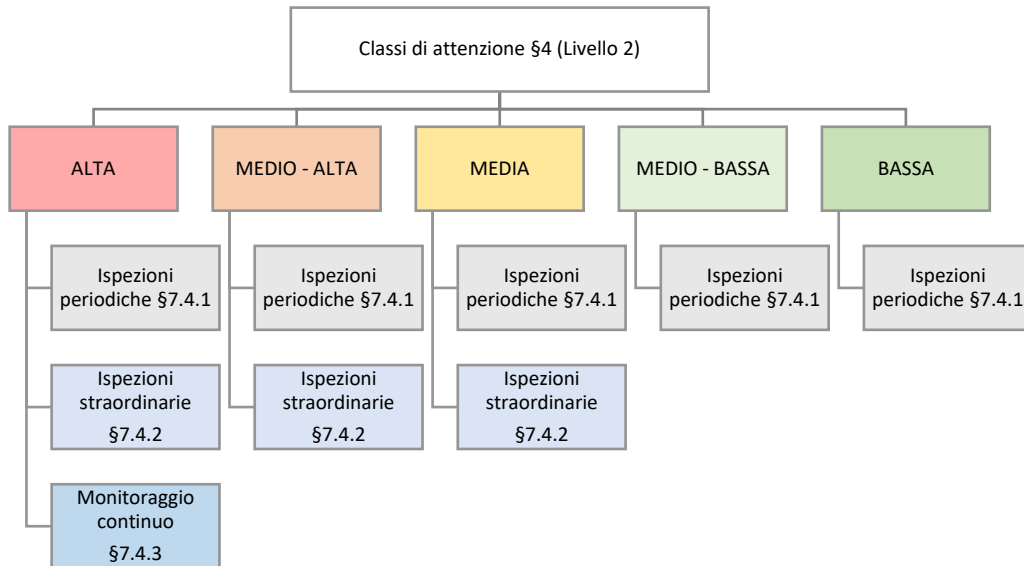 Classi di attenzione §4 (Livello 2)
ALTA
MEDIO - ALTA
MEDIA
MEDIO - BASSA
BASSA
Ispezioni
periodiche §7.4.1
Ispezioni
periodiche §7.4.1
Ispezioni
periodiche §7.4.1
Ispezioni
periodiche §7.4.1
Ispezioni
periodiche §7.4.1
Ispezioni
straordinarie
§7.4.2
Ispezioni
straordinarie
§7.4.2
Ispezioni
straordinarie
§7.4.2
Monitoraggio
continuo
§7.4.3